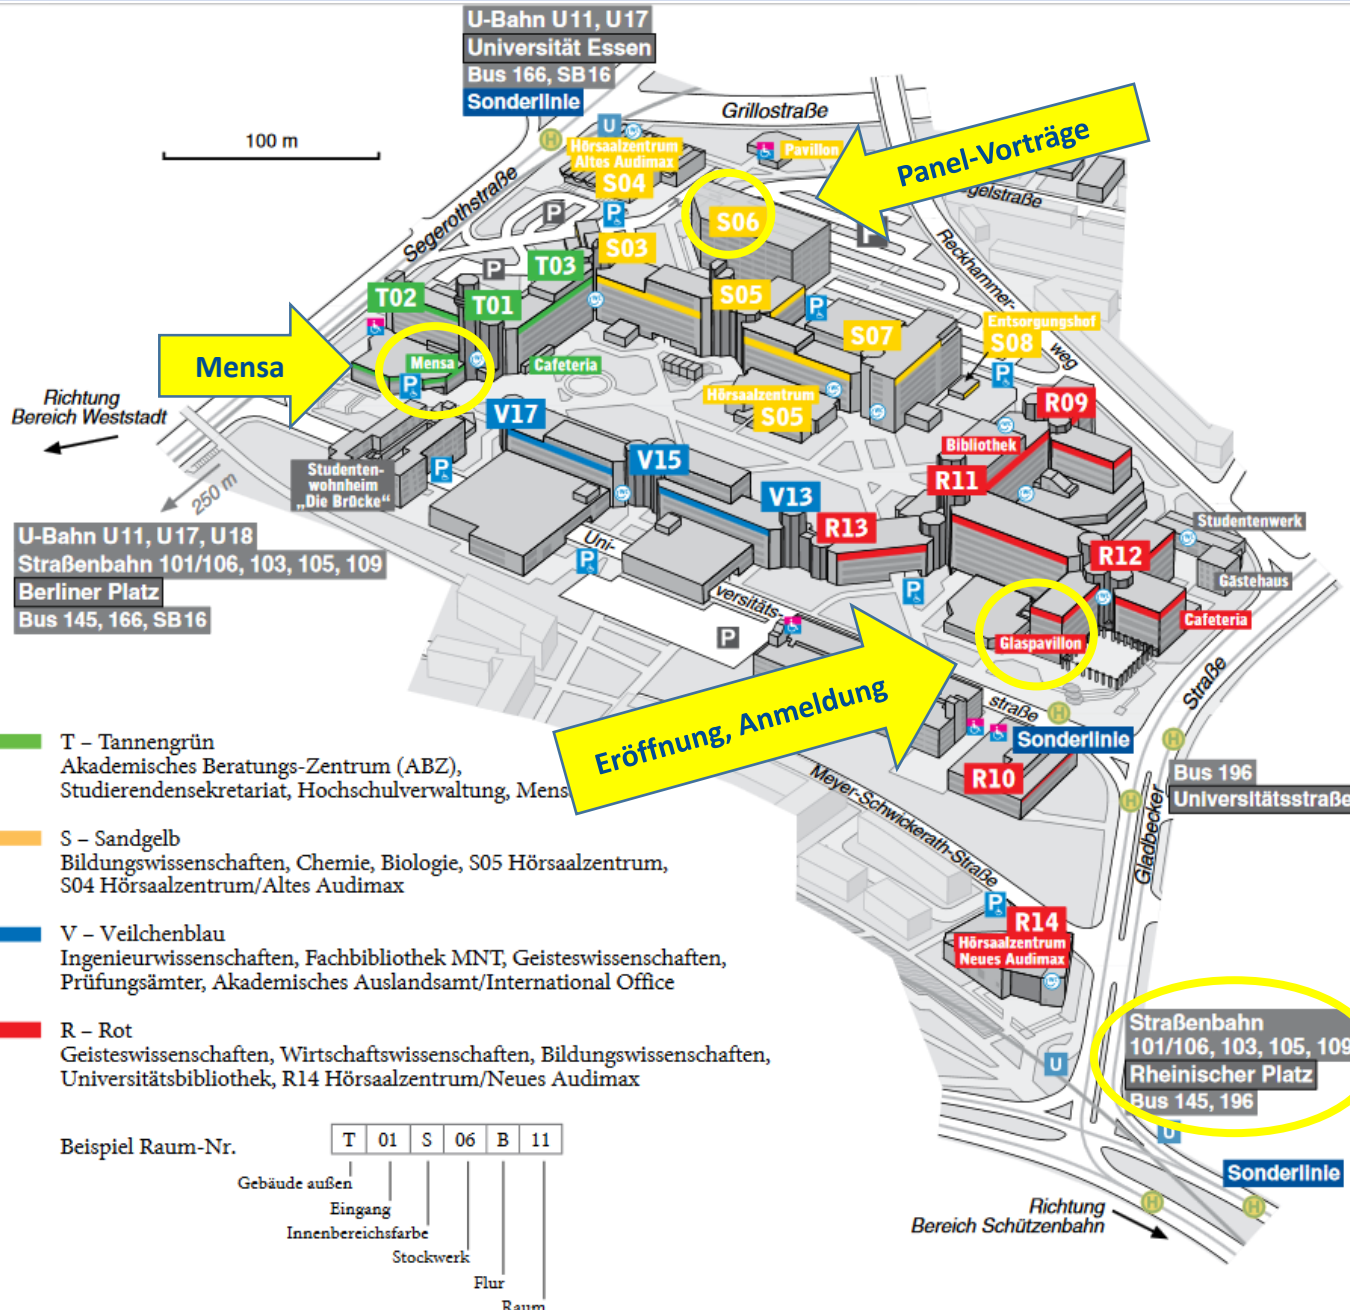 U-Bahn U11, U17
Universität Essen
Bus 166, SB16
Sonderlinie
Grillostraße
100 m
Segerothstraße
U
Hörsaalzentrum
Altes Audimax
S04
Pavillon
Panel-Vorträge
gelstraße
Reckhammer-
weg
P
P
S06
P
S03
P
T03
T02
T01
S05
P
S07
Entsorgungshof
S08
P
Mensa
Mensa
P
Cafeteria
Hörsaalzentrum
S05
R09
Richtung
Bereich Weststadt
V17
Bibliothek
V15
R11
Studenten-
wohnheim
„Die Brücke“
P
V13
R13
250 m
Studentenwerk
U-Bahn U11, U17, U18
Straßenbahn 101/106, 103, 105, 109
Berliner Platz
Bus 145, 166, SB16
Uni-
versitäts-
straße
P
P
P
R12
Gästehaus
Cafeteria
Glaspavillon
Eröffnung, Anmeldung
H
Sonderlinie
R10
Gladbecker
Straße
H
Bus 196
Universitätsstraße
H
Meyer-Schwickerath-Straße
P
R14
Hörsaalzentrum
Neues Audimax
Straßenbahn
101/106, 103, 105, 109
Rheinischer Platz
Bus 145, 196
U
U
Sonderlinie
H
H
Richtung
Bereich Schützenbahn
T – Tannengrün
Akademisches Beratungs-Zentrum (ABZ),
Studierendensekretariat, Hochschulverwaltung, Mens
S – Sandgelb
Bildungswissenschaften, Chemie, Biologie, S05 Hörsaalzentrum,
S04 Hörsaalzentrum/Altes Audimax
V – Veilchenblau
Ingenieurwissenschaften, Fachbibliothek MNT, Geisteswissenschaften,
Prüfungsämter, Akademisches Auslandsamt/International Office
R – Rot
Geisteswissenschaften, Wirtschaftswissenschaften, Bildungswissenschaften,
Universitätsbibliothek, R14 Hörsaalzentrum/Neues Audimax
Beispiel Raum-Nr.
T 01 S 06 B 11
Gebäude außen
Eingang
Innenbereichsfarbe
Stockwerk
Flur
Raum